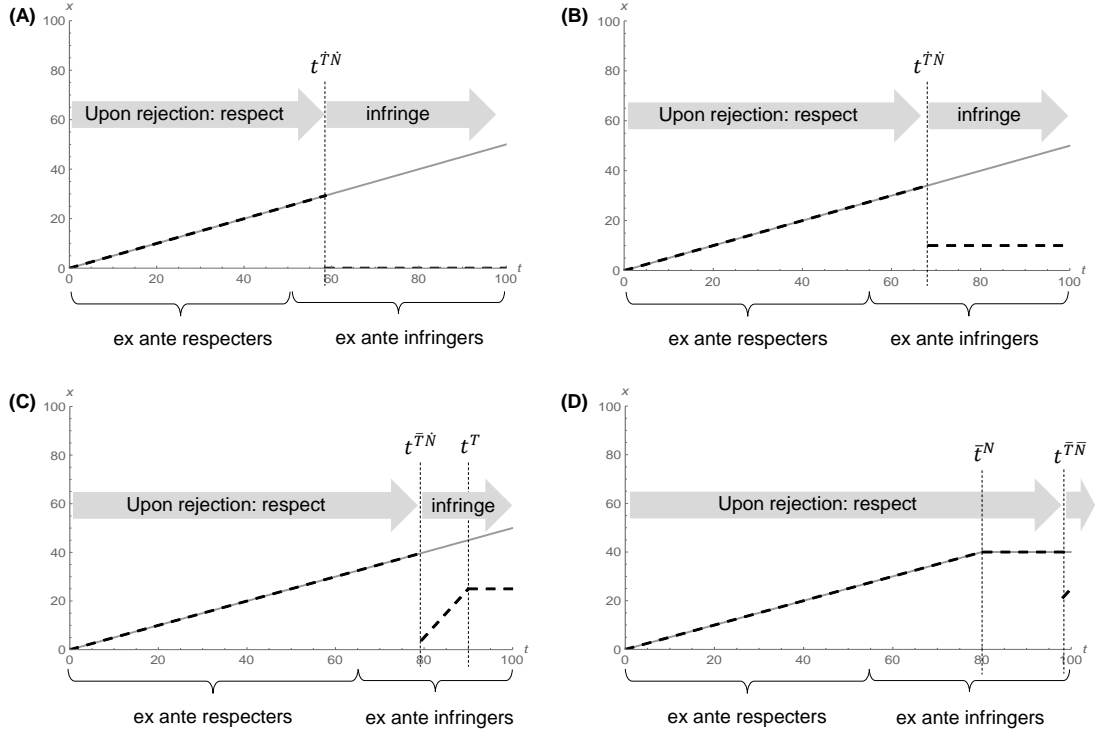 (A)
x
100
80
60
40
20
0
t^{ṪṄ}
Upon rejection: respect
infringe
0 20 40 60 80 100 t
ex ante respecters
ex ante infringers
(B)
x
100
80
60
40
20
0
t^{ṪṄ}
Upon rejection: respect
infringe
0 20 40 60 80 100 t
ex ante respecters
ex ante infringers
(C)
x
100
80
60
40
20
0
t^{T̄Ṅ}
t^T
Upon rejection: respect
infringe
0 20 40 60 80 100 t
ex ante respecters
ex ante infringers
(D)
x
100
80
60
40
20
0
t̄^N
t^{T̄N̄}
Upon rejection: respect
0 20 40 60 80 100 t
ex ante respecters
ex ante infringers